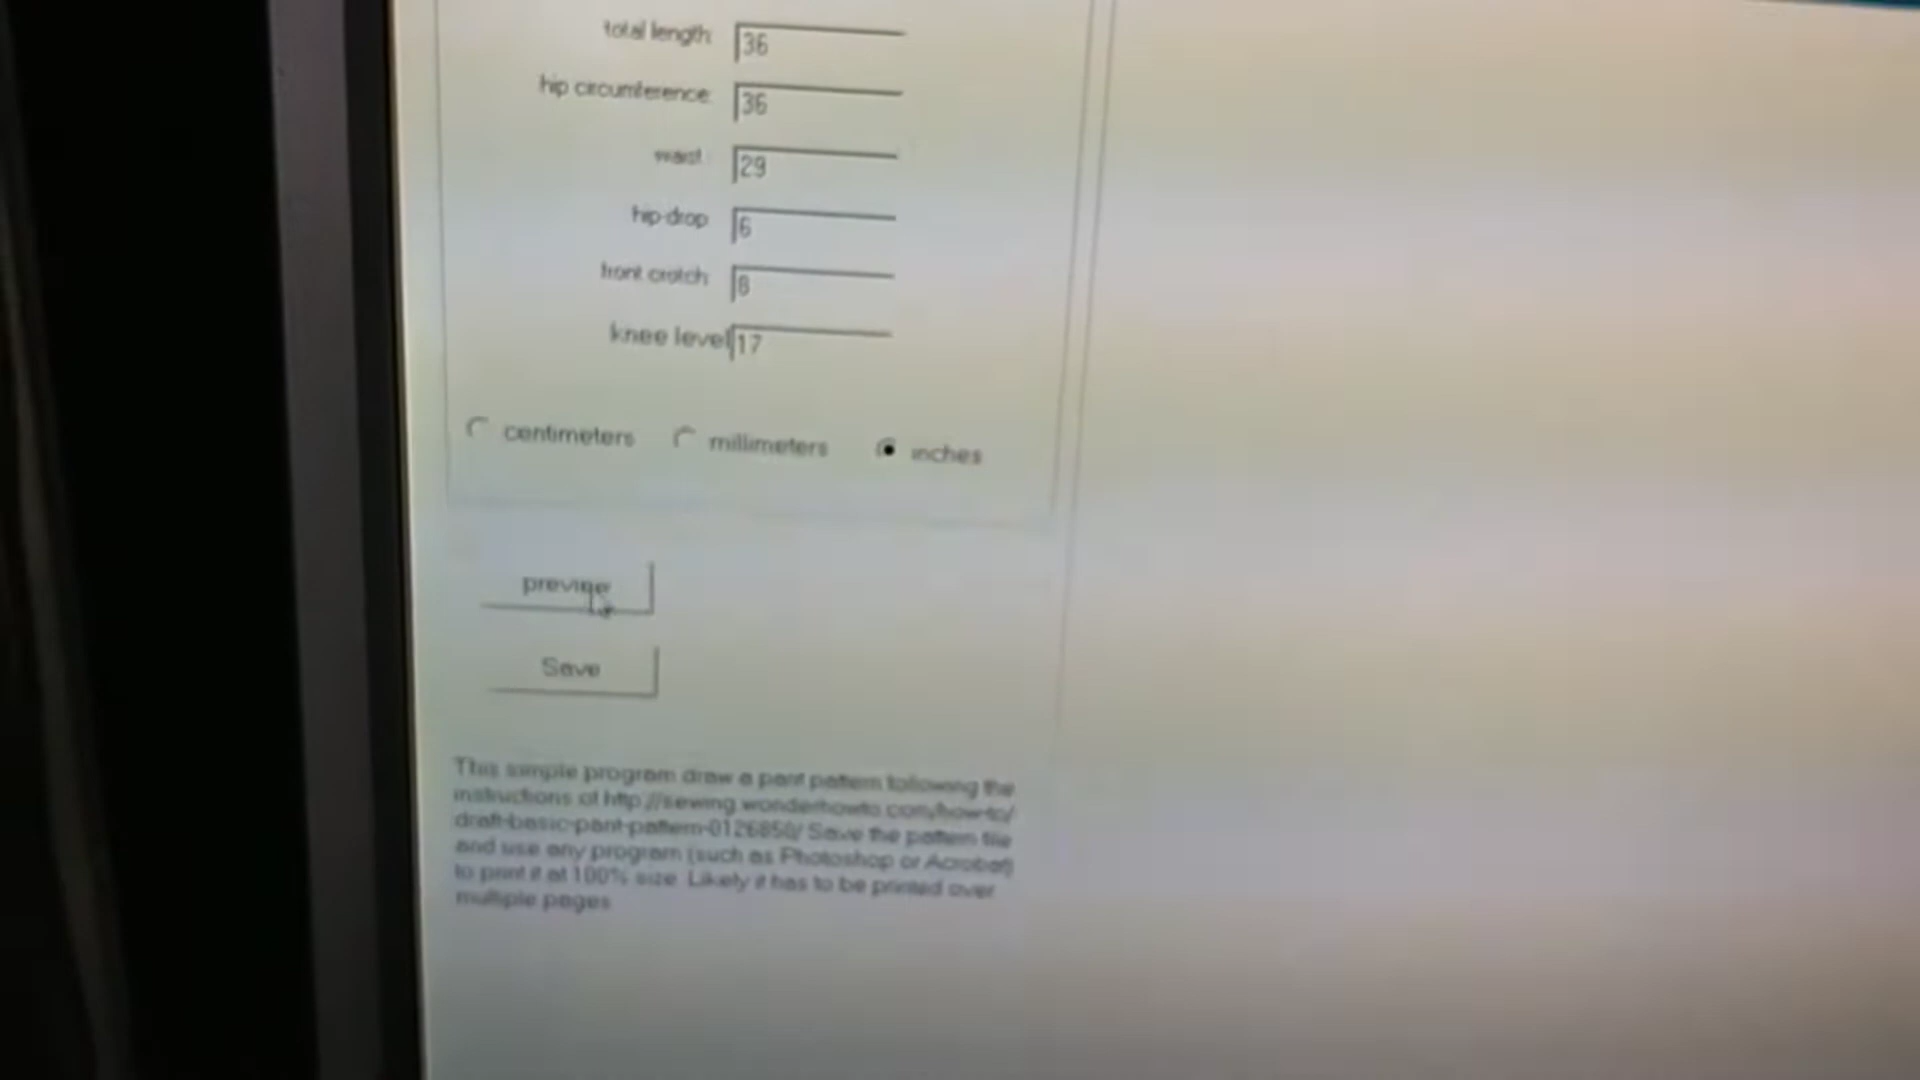 total length 36
hip circumference 36
waist 29
hip drop 6
front crotch 8
knee level 17
centimeters millimeters inches
preview
Save
This simple program draw a pant pattern following the
instructions of http://sewing.wonderhowto.com/how-to/
draft-basic-pant-pattern-0126850/ Save the pattern file
and use any program (such as Photoshop or Acrobat)
to print it at 100% size. Likely it has to be printed over
multiple pages